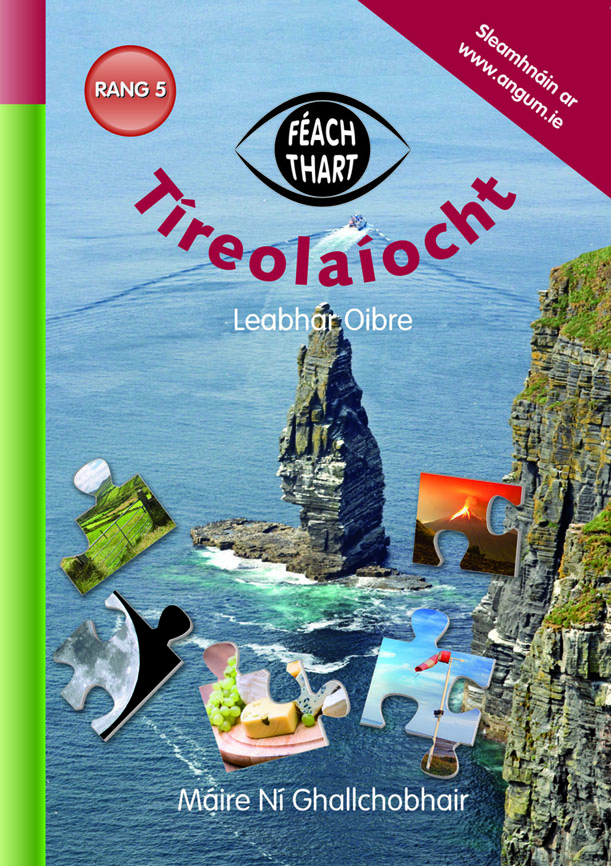 Sleamhnáin ar
www.angum.ie
RANG 5
FÉACH
THART
Tíreolaíocht
Leabhar Oibre
Máire Ní Ghallchobhair